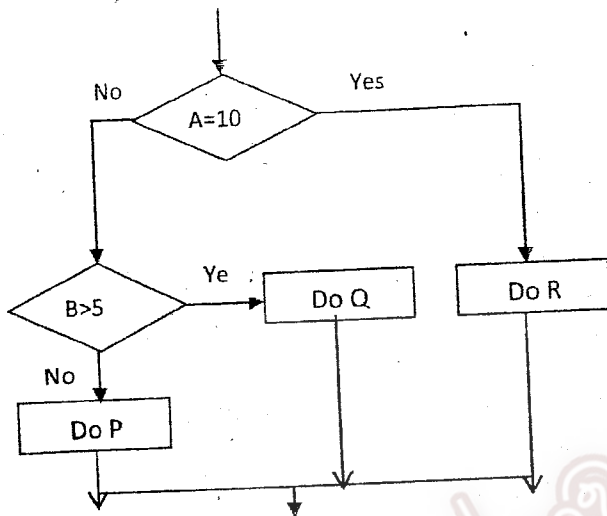 No
Yes
A=10
B>5
Ye
Do Q
Do R
No
Do P